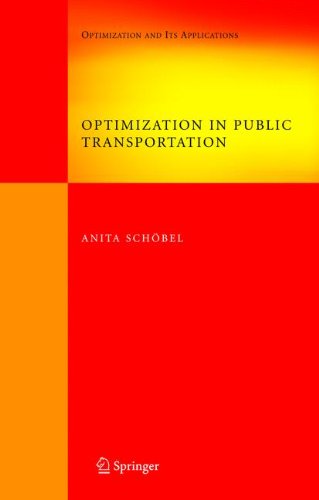 OPTIMIZATION AND ITS APPLICATIONS
OPTIMIZATION IN PUBLIC
TRANSPORTATION
ANITA SCHÖBEL
Springer